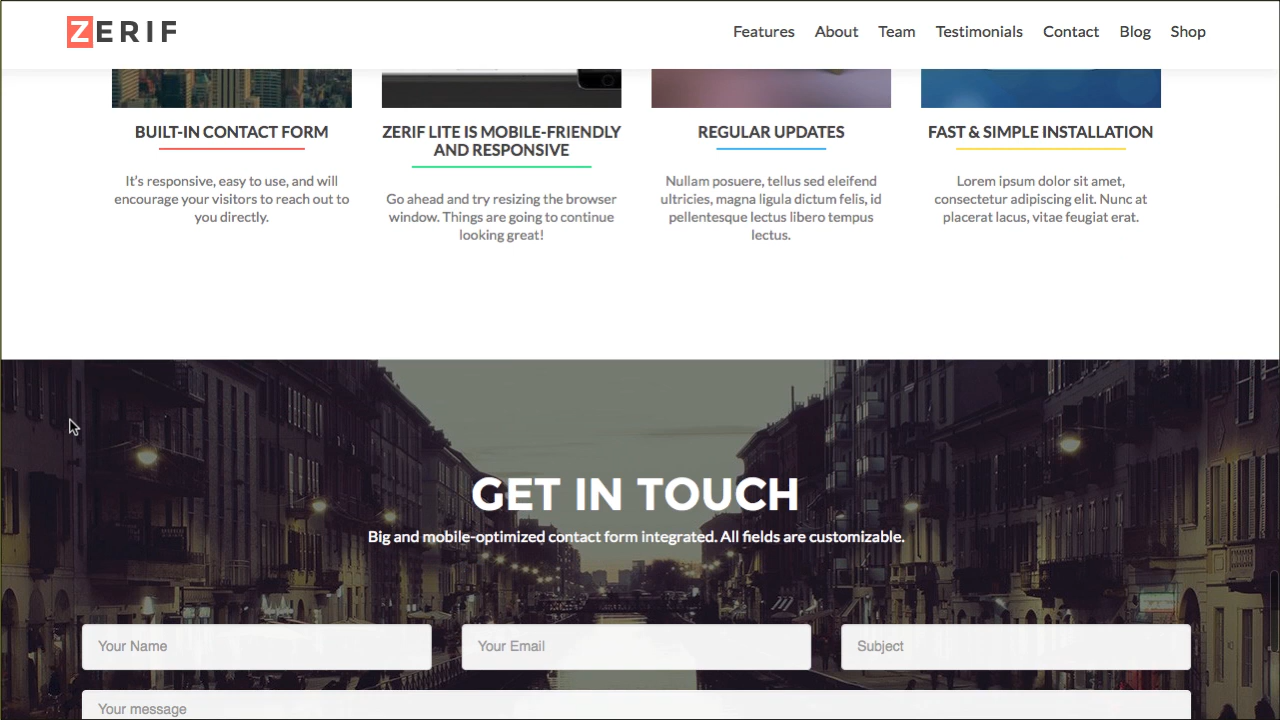 ZERIF
Features About Team Testimonials Contact Blog Shop
BUILT-IN CONTACT FORM
It's responsive, easy to use, and will
encourage your visitors to reach out to
you directly.
ZERIF LITE IS MOBILE-FRIENDLY
AND RESPONSIVE
Go ahead and try resizing the browser
window. Things are going to continue
looking great!
REGULAR UPDATES
Nullam posuere, tellus sed eleifend
ultricies, magna ligula dictum felis, id
pellentesque lectus libero tempus
lectus.
FAST & SIMPLE INSTALLATION
Lorem ipsum dolor sit amet,
consectetur adipiscing elit. Nunc at
placerat lacus, vitae feugiat erat.
GET IN TOUCH
Big and mobile-optimized contact form integrated. All fields are customizable.
Your Name
Your Email
Subject
Your message